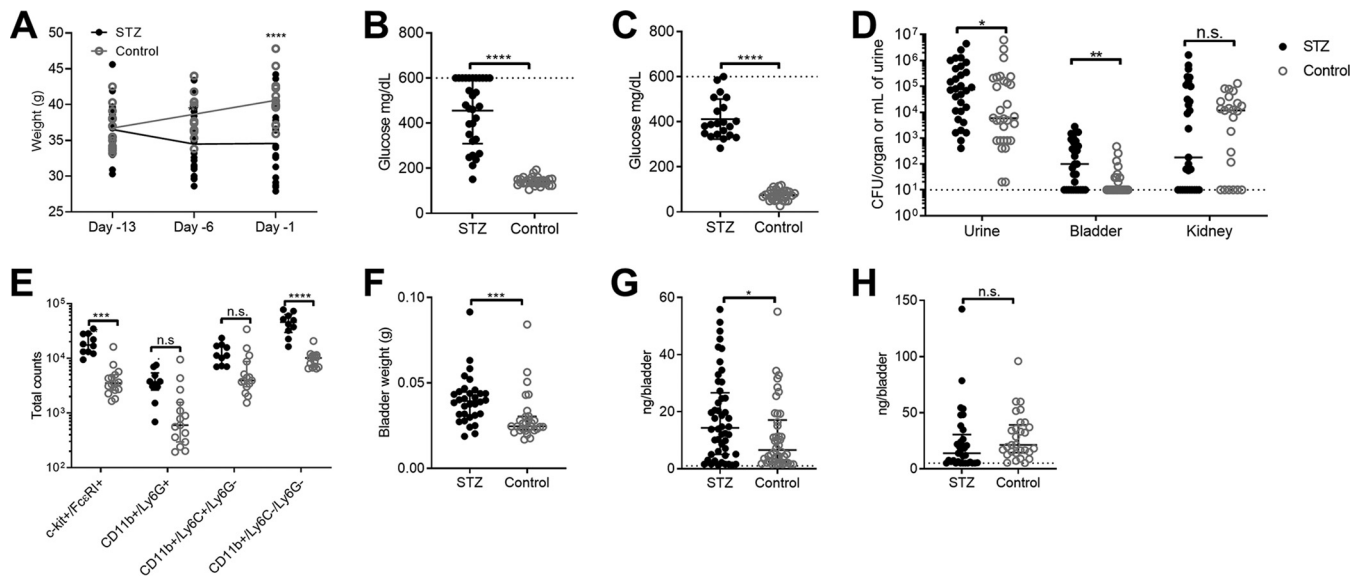 A
STZ
Control
****
Weight (g)
50
45
40
35
30
25
Day -13 Day -6 Day -1
B
****
Glucose mg/dL
800
600
400
200
0
STZ Control
C
****
Glucose mg/dL
800
600
400
200
0
STZ Control
D
STZ
Control
* ** n.s.
CFU/organ or mL of urine
10⁷
10⁶
10⁵
10⁴
10³
10²
10¹
10⁰
Urine Bladder Kidney
E
*** n.s n.s. ****
Total counts
10⁵
10⁴
10³
10²
c-kit+/FcεRI+
CD11b+/Ly6G+
CD11b+/Ly6C+/Ly6G-
CD11b+/Ly6C-/Ly6G-
F
***
Bladder weight (g)
0.10
0.05
0.00
STZ Control
G
*
ng/bladder
60
40
20
0
STZ Control
H
n.s.
ng/bladder
150
100
50
0
STZ Control